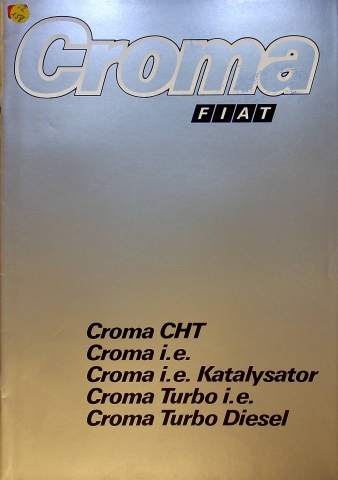 Croma
FIAT
Croma CHT
Croma i.e.
Croma i.e. Katalysator
Croma Turbo i.e.
Croma Turbo Diesel